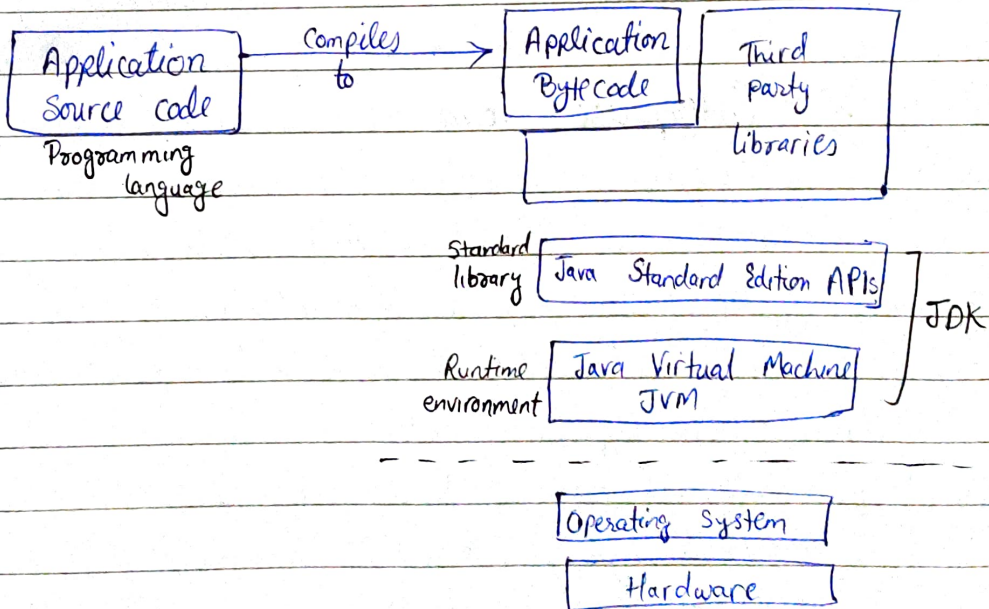 Application
Source code
Programming
language
Compiles
to
Application
Bytecode
Third
party
libraries
Standard
library
Java Standard Edition APIs
JDK
Runtime
environment
Java Virtual Machine
JVM
Operating System
Hardware